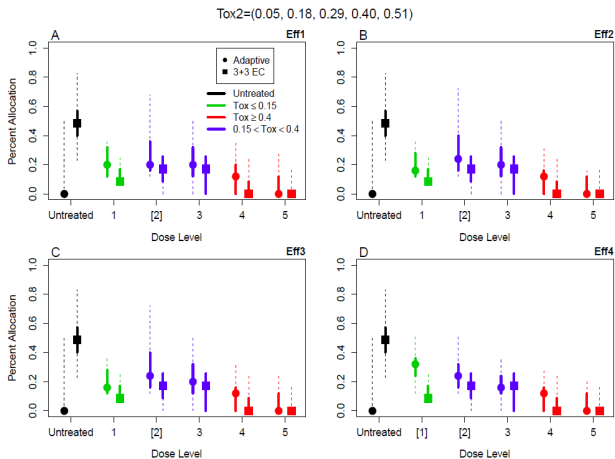 Tox2=(0.05, 0.18, 0.29, 0.40, 0.51)
A
Eff1
Percent Allocation
0.0 0.2 0.4 0.6 0.8 1.0
Adaptive
3+3 EC
Untreated
Tox ≤ 0.15
Tox ≥ 0.4
0.15 < Tox < 0.4
Untreated 1 [2] 3 4 5
Dose Level
B
Eff2
Percent Allocation
0.0 0.2 0.4 0.6 0.8 1.0
Untreated 1 [2] 3 4 5
Dose Level
C
Eff3
Percent Allocation
0.0 0.2 0.4 0.6 0.8 1.0
Untreated 1 [2] 3 4 5
Dose Level
D
Eff4
Percent Allocation
0.0 0.2 0.4 0.6 0.8 1.0
Untreated [1] [2] 3 4 5
Dose Level